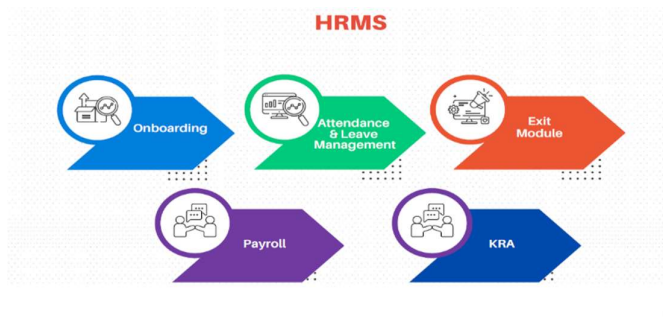 HRMS
Onboarding
Attendance
& Leave
Management
Exit
Module
Payroll
KRA